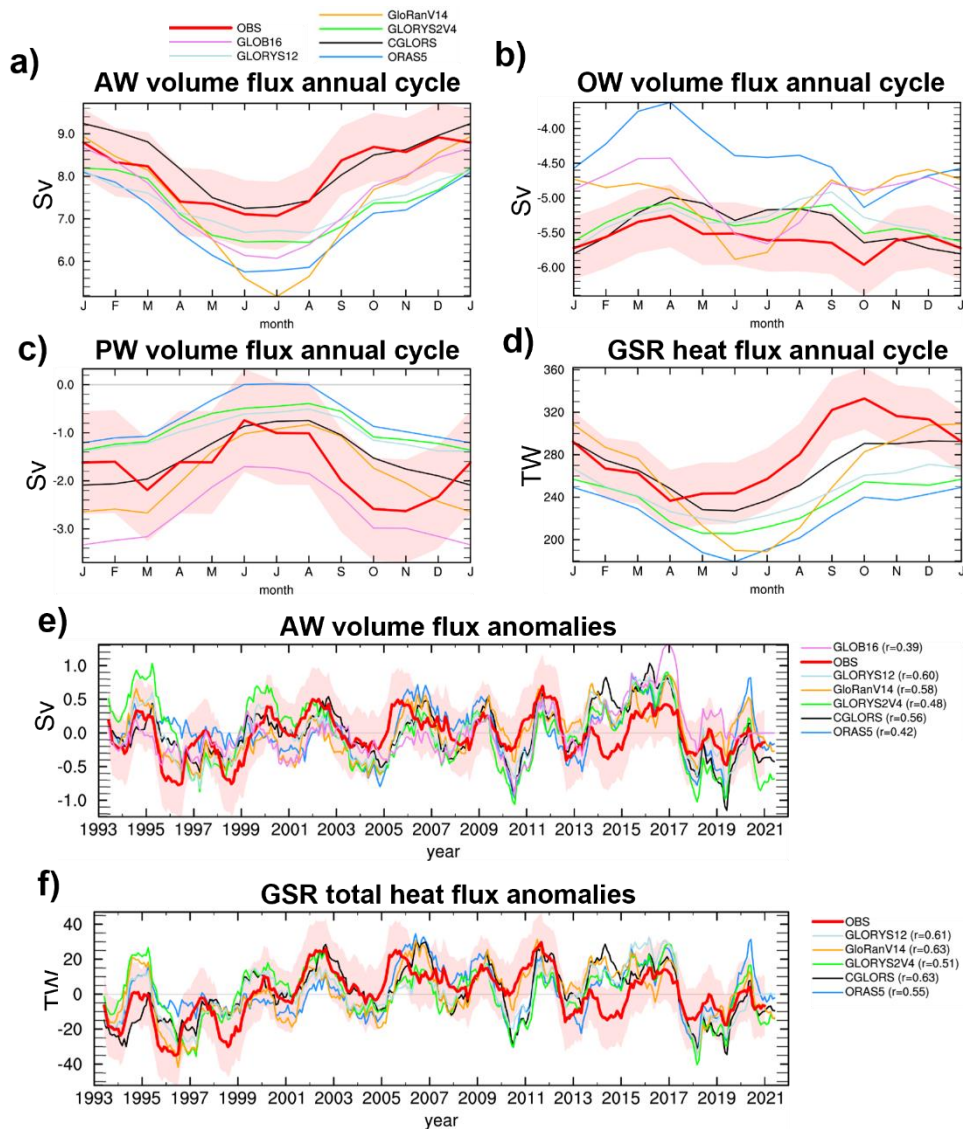 OBS
GLOB16
GLORYS12
GloRanV14
GLORYS2V4
CGLORS
ORAS5
a)
AW volume flux annual cycle
9.0
8.0
7.0
6.0
Sv
J F M A M J J A S O N D J
month
b)
OW volume flux annual cycle
-4.00
-4.50
-5.00
-5.50
-6.00
Sv
J F M A M J J A S O N D J
month
c)
PW volume flux annual cycle
0.0
-1.0
-2.0
-3.0
Sv
J F M A M J J A S O N D J
month
d)
GSR heat flux annual cycle
360
320
280
240
200
TW
J F M A M J J A S O N D J
month
e)
AW volume flux anomalies
1.0
0.5
0.0
-0.5
-1.0
Sv
1993 1995 1997 1999 2001 2003 2005 2007 2009 2011 2013 2015 2017 2019 2021
year
GLOB16 (r=0.39)
OBS
GLORYS12 (r=0.60)
GloRanV14 (r=0.58)
GLORYS2V4 (r=0.48)
CGLORS (r=0.56)
ORAS5 (r=0.42)
f)
GSR total heat flux anomalies
40
20
0
-20
-40
TW
1993 1995 1997 1999 2001 2003 2005 2007 2009 2011 2013 2015 2017 2019 2021
year
OBS
GLORYS12 (r=0.61)
GloRanV14 (r=0.63)
GLORYS2V4 (r=0.51)
CGLORS (r=0.63)
ORAS5 (r=0.55)